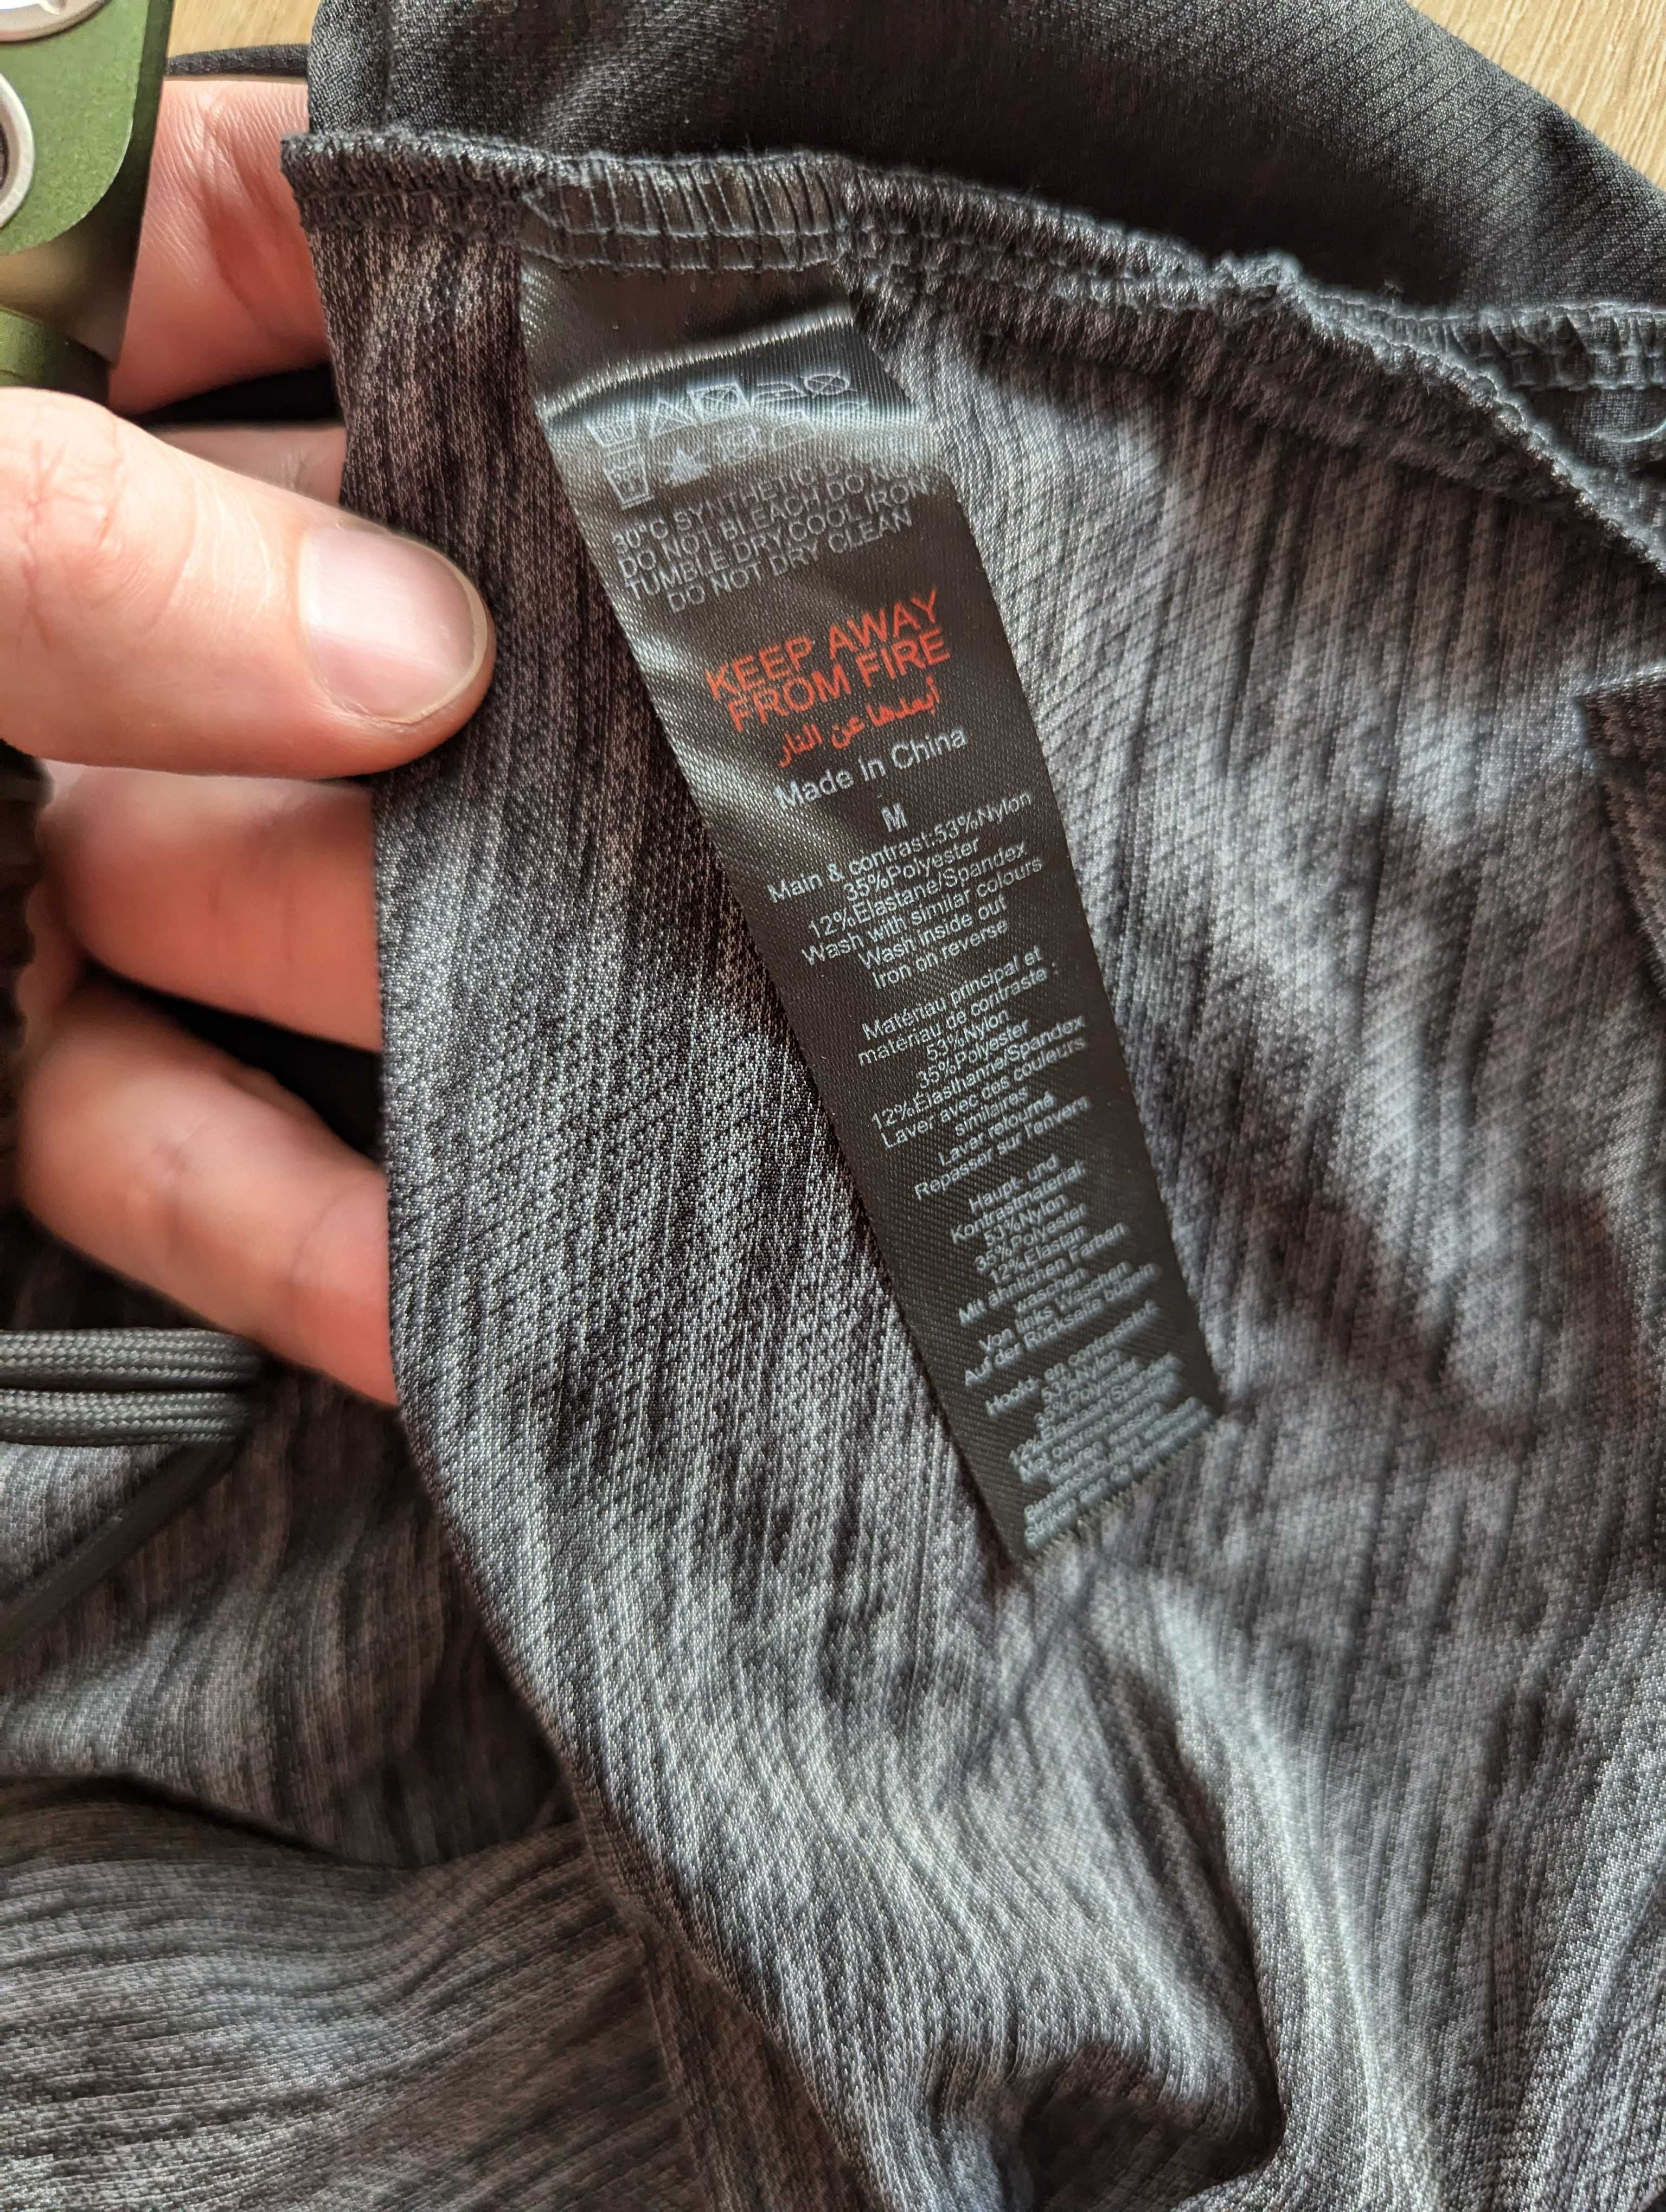 30°C SYNTHETIC
DO NOT BLEACH DO NOT
TUMBLE DRY,COOL IRON
DO NOT DRY CLEAN
KEEP AWAY
FROM FIRE
أبعدها عن النار
Made in China
M
Main & contrast:53%Nylon
35%Polyester
12%Elastane/Spandex
Wash with similar colours
Wash inside out
Iron on reverse
Matériau principal et
matériau de contraste :
53%Nylon
35%Polyester
12%Élasthanne/Spandex
Laver avec des couleurs
similaires
Laver retourné
Repasser sur l'envers
Haupt- und
Kontrastmaterial:
53%Nylon
35%Polyester
12%Elastan
Mit ähnlichen Farben
waschen
Von links waschen
Auf der Rückseite bügeln
53%Nylon